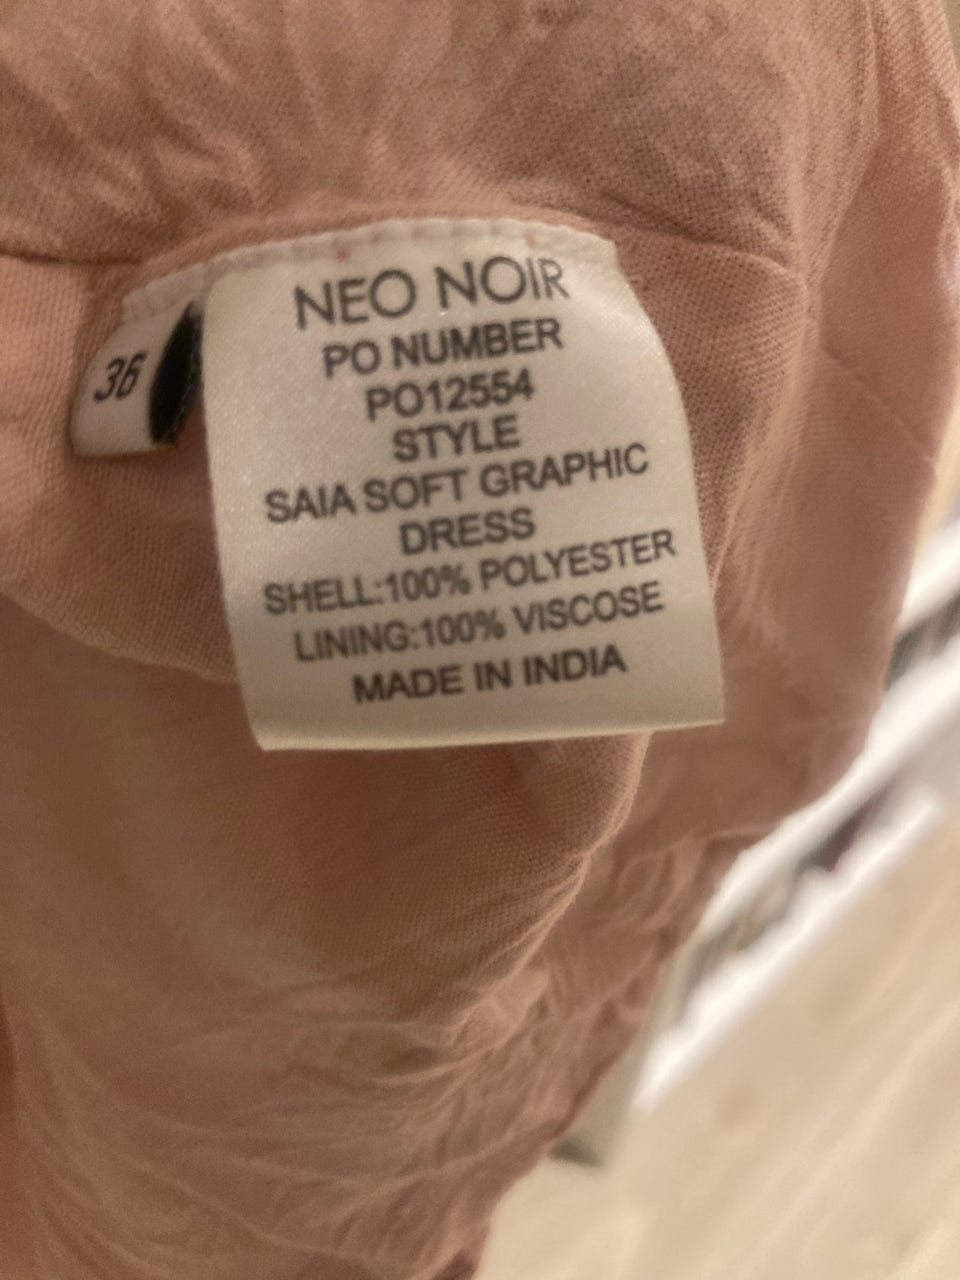 NEO NOIR
PO NUMBER
PO12554
STYLE
SAIA SOFT GRAPHIC
DRESS
SHELL:100% POLYESTER
LINING:100% VISCOSE
MADE IN INDIA
36